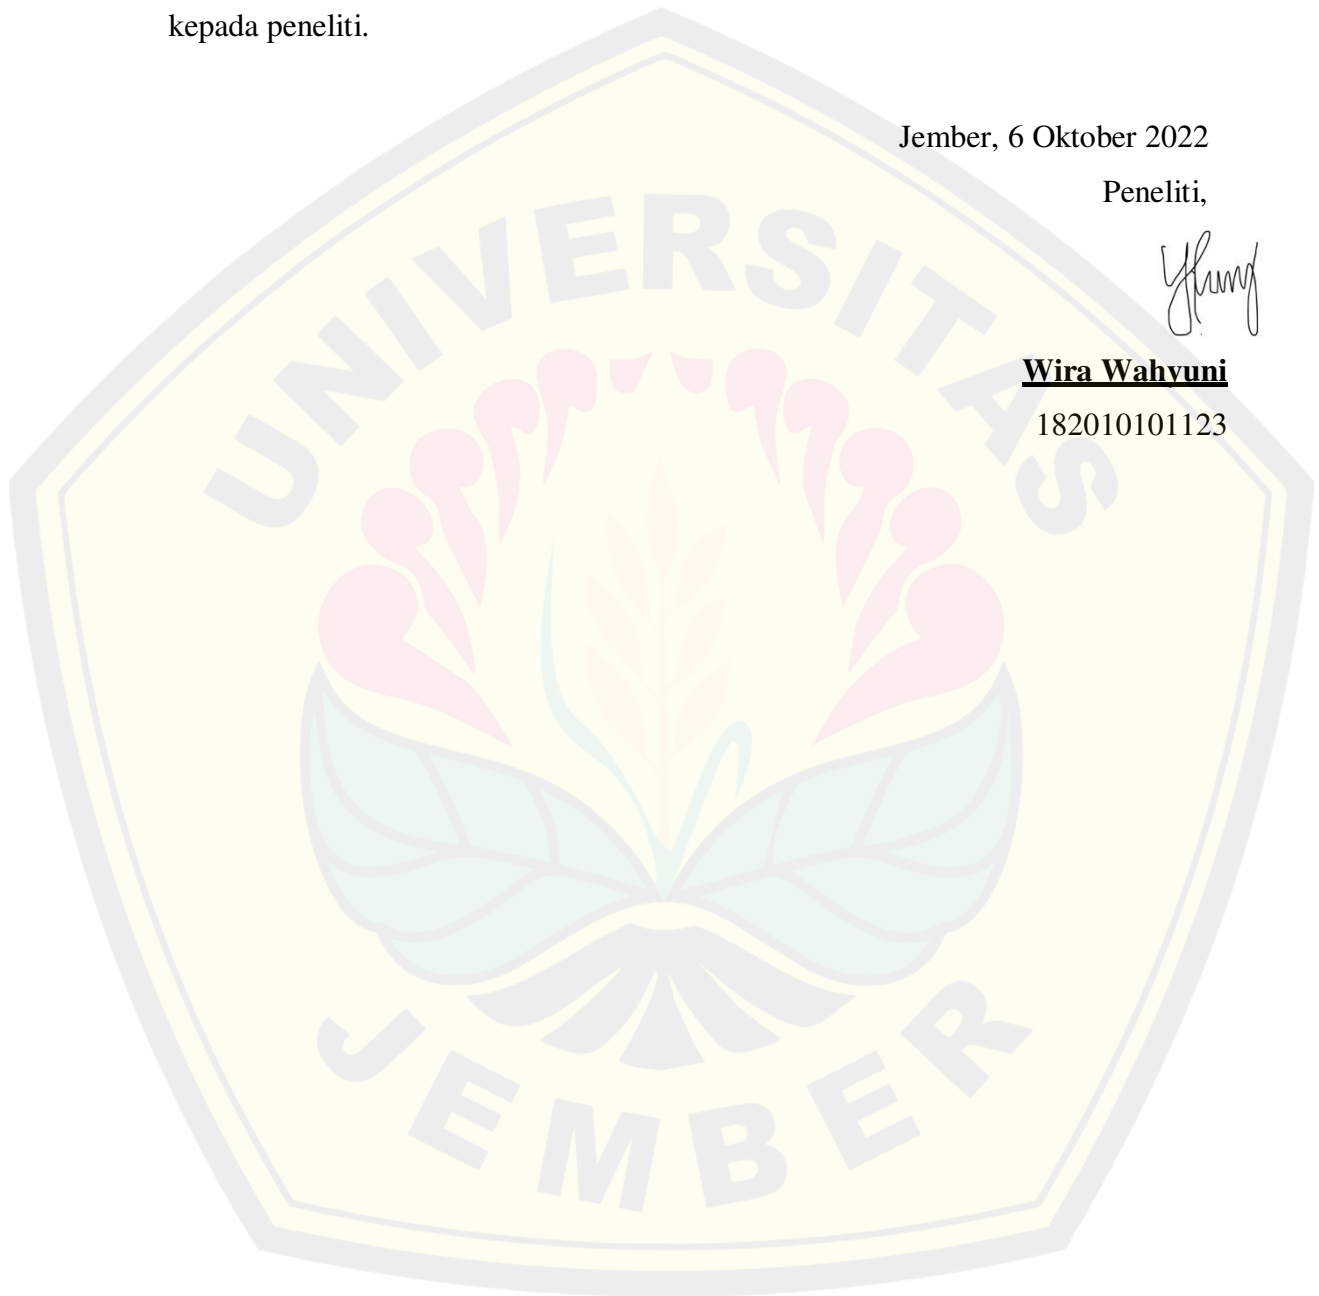 kepada peneliti.
Jember, 6 Oktober 2022
Peneliti,
Wira Wahyuni
182010101123
UNIVERSITAS
JEMBER